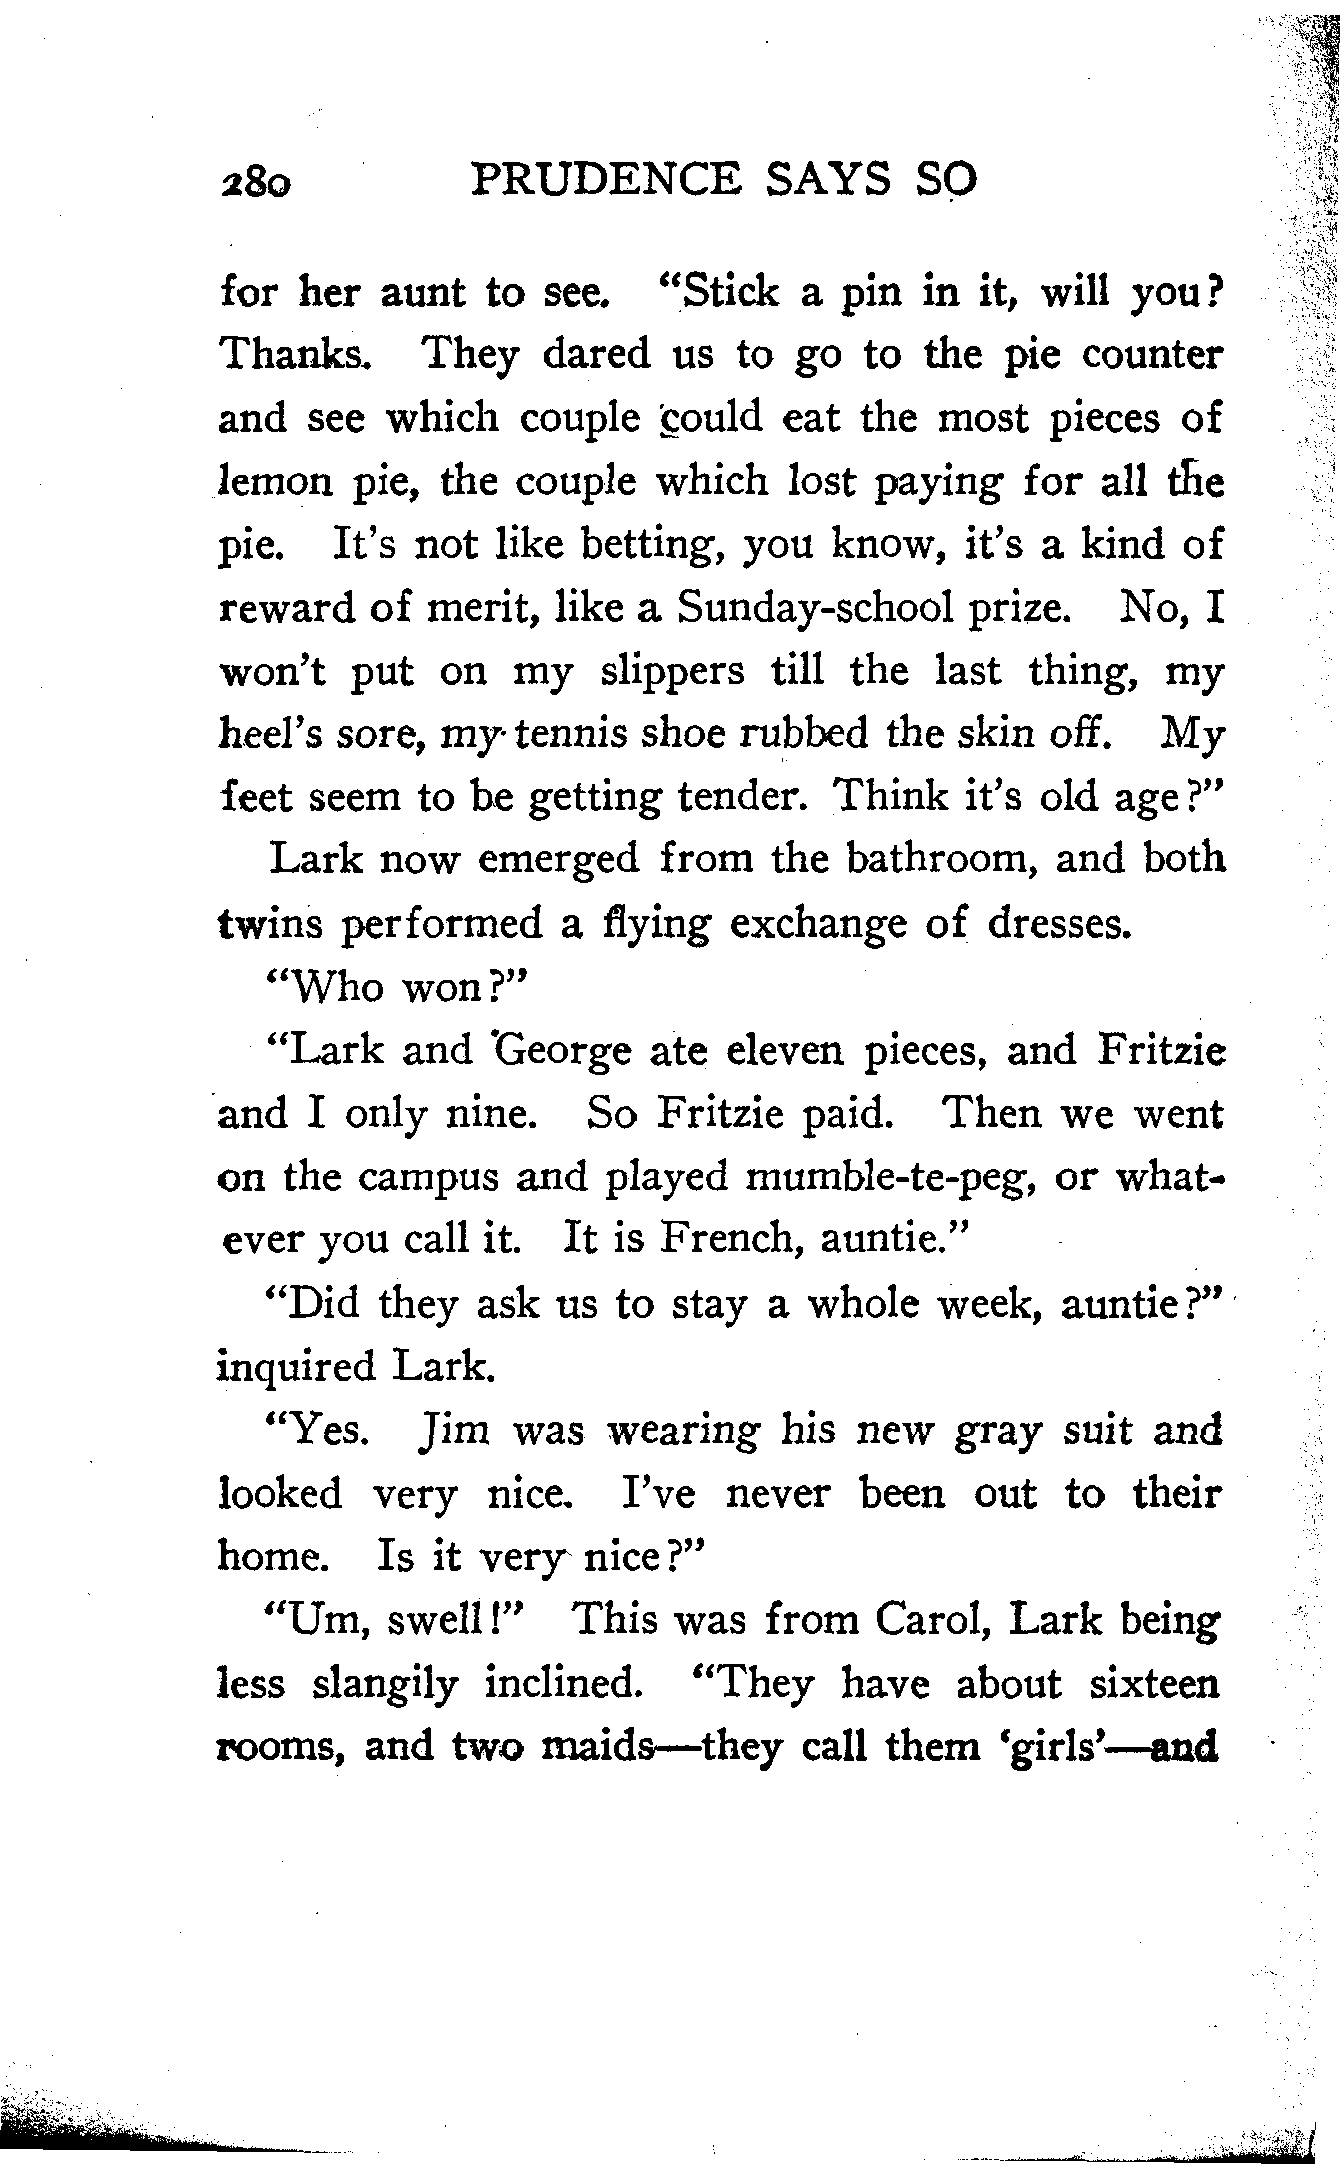 280 PRUDENCE SAYS SO
for her aunt to see. “Stick a pin in it, will you?
Thanks. They dared us to go to the pie counter
and see which couple could eat the most pieces of
lemon pie, the couple which lost paying for all the
pie. It’s not like betting, you know, it’s a kind of
reward of merit, like a Sunday-school prize. No, I
won’t put on my slippers till the last thing, my
heel’s sore, my tennis shoe rubbed the skin off. My
feet seem to be getting tender. Think it’s old age?”
Lark now emerged from the bathroom, and both
twins performed a flying exchange of dresses.
“Who won?”
“Lark and George ate eleven pieces, and Fritzie
and I only nine. So Fritzie paid. Then we went
on the campus and played mumble-te-peg, or what-
ever you call it. It is French, auntie.”
“Did they ask us to stay a whole week, auntie?”
inquired Lark.
“Yes. Jim was wearing his new gray suit and
looked very nice. I’ve never been out to their
home. Is it very nice?”
“Um, swell!” This was from Carol, Lark being
less slangily inclined. “They have about sixteen
rooms, and two maids—they call them ‘girls’—and